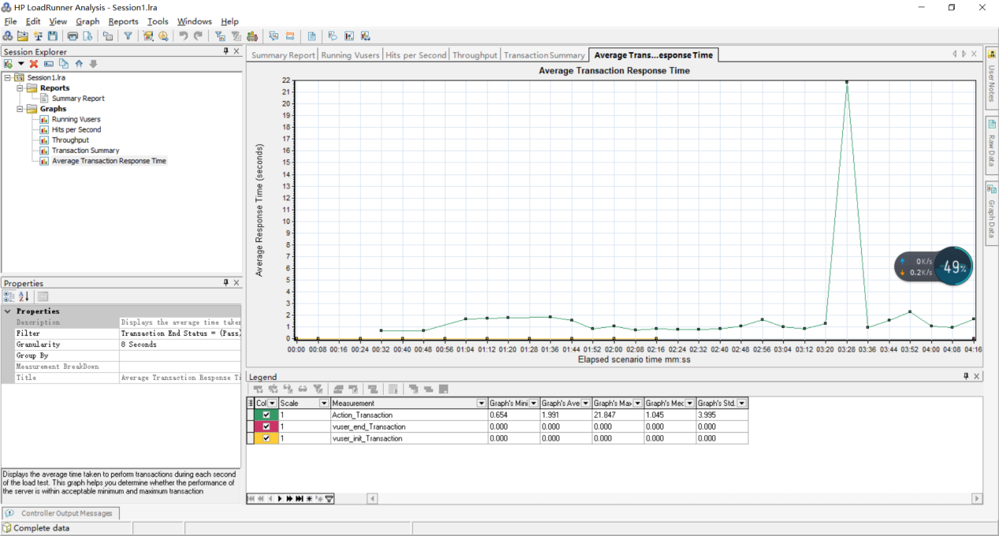 HP LoadRunner Analysis - Session1.lra
File Edit View Graph Reports Tools Windows Help
Session Explorer
Session1.lra
Reports
Summary Report
Graphs
Running Vusers
Hits per Second
Throughput
Transaction Summary
Average Transaction Response Time
Properties
Properties
Description Displays the average time taken
Filter Transaction End Status = (Pass,
Granularity 8 Seconds
Group By
Measurement BreakDown
Title Average Transaction Response Ti
Displays the average time taken to perform transactions during each second
of the load test. This graph helps you determine whether the performance of
the server is within acceptable minimum and maximum transaction
Controller Output Messages
Complete data
Summary Report Running Vusers Hits per Second Throughput Transaction Summary Average Trans...esponse Time
Average Transaction Response Time
Average Response Time (seconds)
22
21
20
19
18
17
16
15
14
13
12
11
10
9
8
7
6
5
4
3
2
1
0
00:00 00:08 00:16 00:24 00:32 00:40 00:48 00:56 01:04 01:12 01:20 01:28 01:36 01:44 01:52 02:00 02:08 02:16 02:24 02:32 02:40 02:48 02:56 03:04 03:12 03:20 03:28 03:36 03:44 03:52 04:00 04:08 04:16
Elapsed scenario time mm:ss
0K/s
0.2K/s
49%
User Notes
Raw Data
Graph Data
Legend
Col Scale Measurement Graph's Mini Graph's Ave Graph's Max Graph's Med Graph's Std.
1 Action_Transaction 0.654 1.991 21.847 1.045 3.995
1 vuser_end_Transaction 0.000 0.000 0.000 0.000 0.000
1 vuser_init_Transaction 0.000 0.000 0.000 0.000 0.000